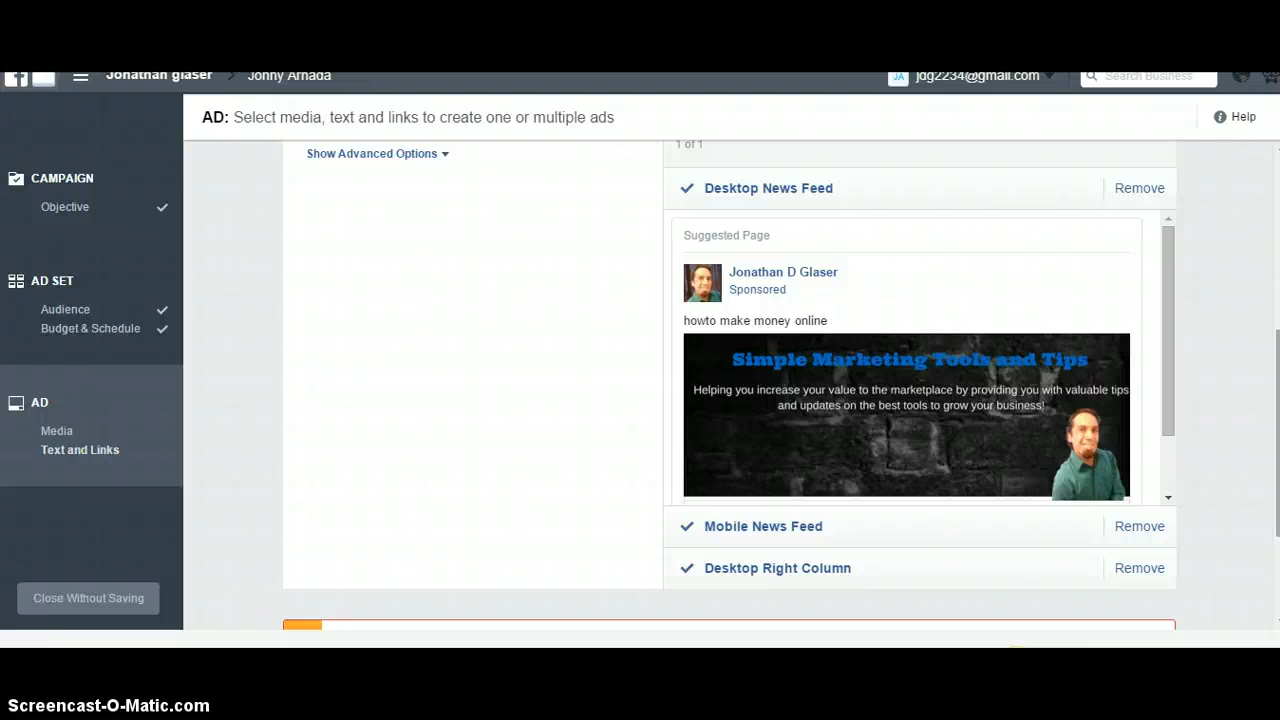 Jonathan glaser > Jonny Arnada
jdg2234@gmail.com
Search Business
AD: Select media, text and links to create one or multiple ads
Help
CAMPAIGN
Objective
AD SET
Audience
Budget & Schedule
AD
Media
Text and Links
Close Without Saving
Show Advanced Options
1 of 1
Desktop News Feed
Remove
Suggested Page
Jonathan D Glaser
Sponsored
howto make money online
Simple Marketing Tools and Tips
Helping you increase your value to the marketplace by providing you with valuable tips
and updates on the best tools to grow your business!
Mobile News Feed
Remove
Desktop Right Column
Remove
Screencast-O-Matic.com